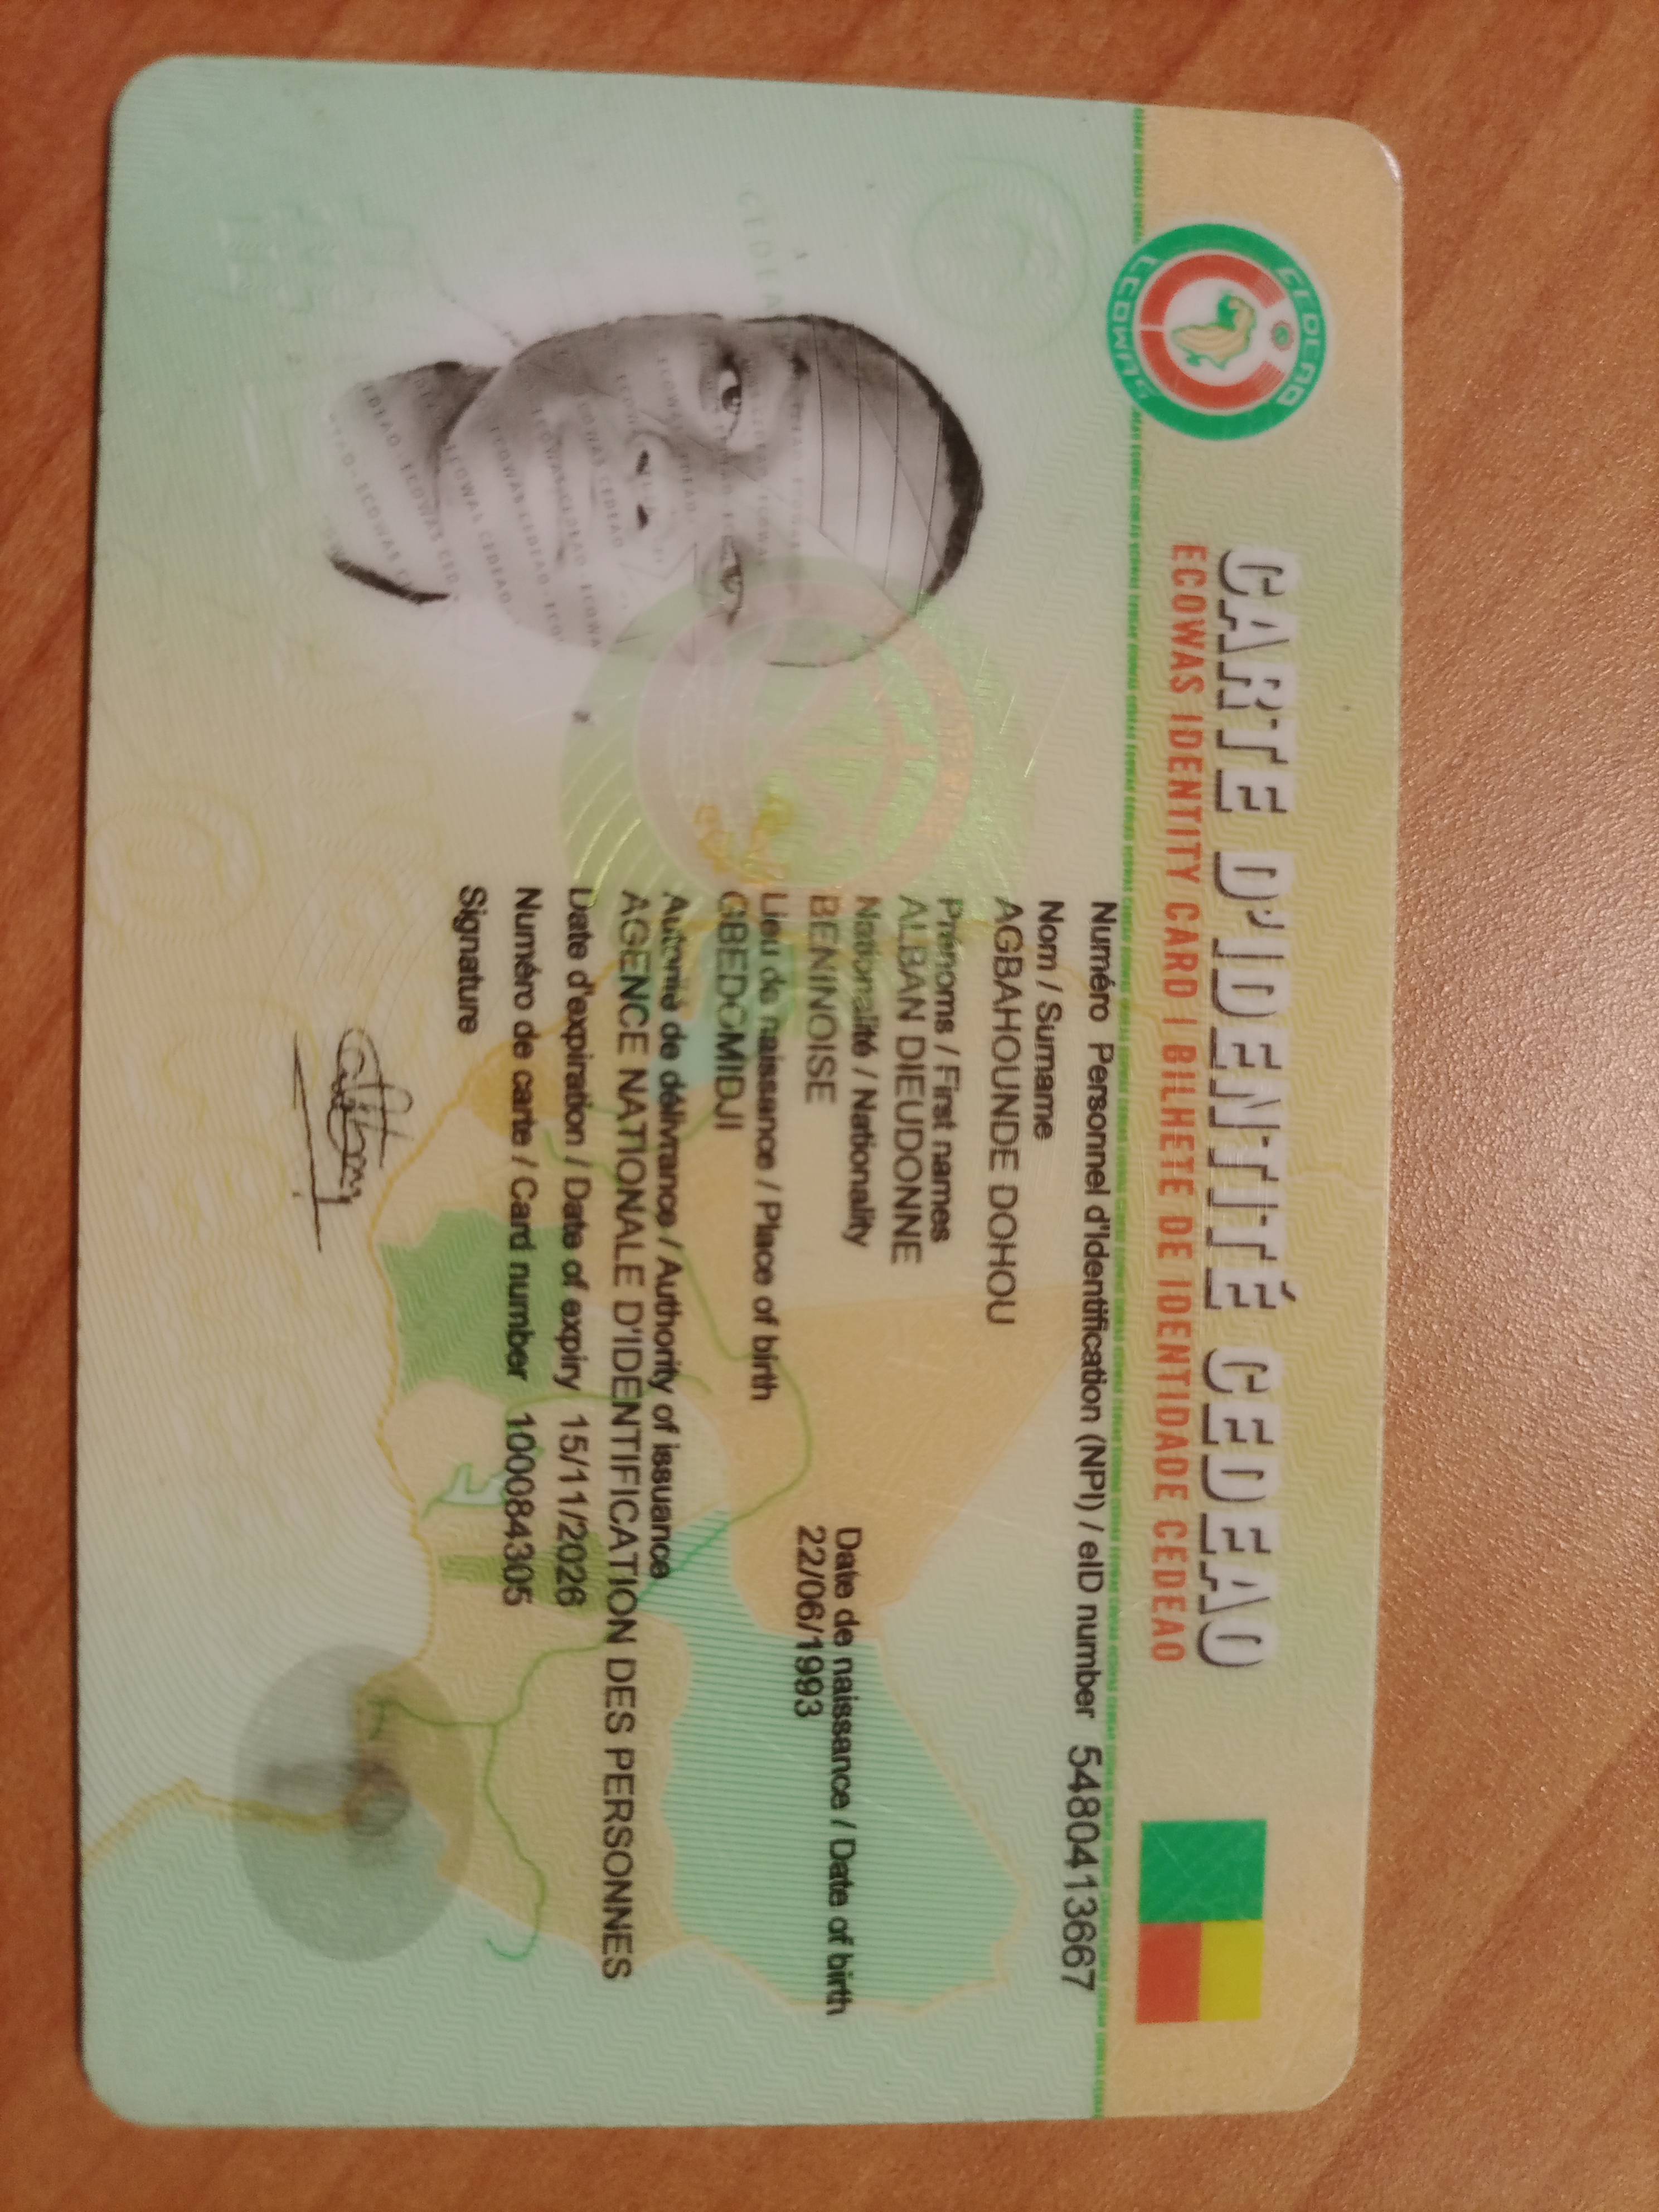 CEDEAO
ECOWAS
CARTE D'IDENTITÉ CEDEAO
ECOWAS IDENTITY CARD | BILHETE DE IDENTIDADE CEDEAO
Numéro Personnel d'Identification (NPI) / eID number 5480413667
Nom / Surname
AGBAHOUNDE DOHOU
Prénoms / First names
ALBAN DIEUDONNE
Nationalité / Nationality
BENINOISE
Date de naissance / Date of birth
22/06/1993
Lieu de naissance / Place of birth
GBEDOMIDJI
Autorité de délivrance / Authority of issuance
AGENCE NATIONALE D'IDENTIFICATION DES PERSONNES
Date d'expiration / Date of expiry 15/11/2026
Numéro de carte / Card number 100084305
Signature